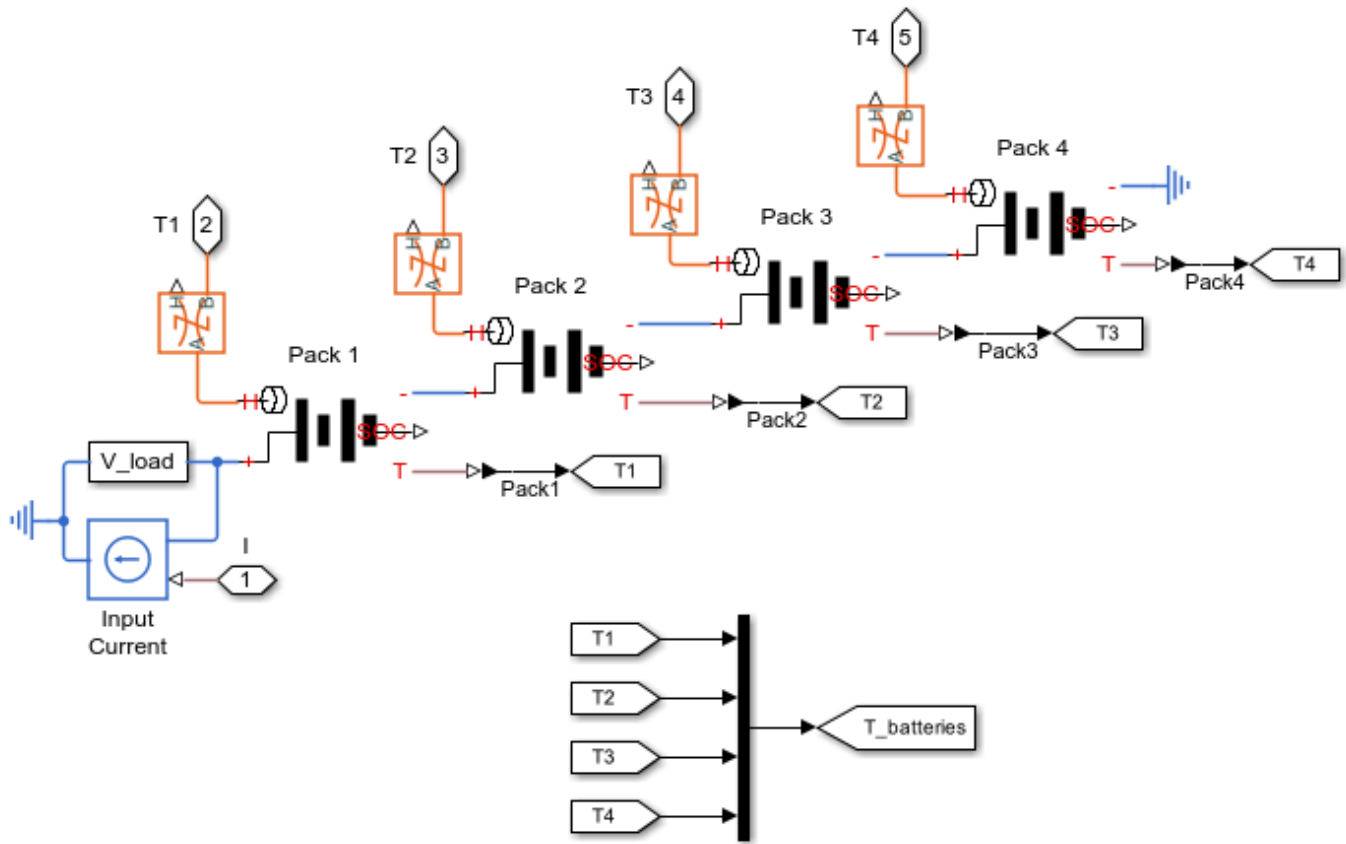 T4
5
T3
4
H
B
A
Pack 4
-
T2
3
H
B
A
Pack 3
H
SOC
-
+
T
Pack4
T4
T1
2
H
B
A
Pack 2
H
SOC
-
+
T
Pack3
T3
H
B
A
Pack 1
H
SOC
-
+
T
Pack2
T2
H
SOC
V_load
+
T
Pack1
T1
I
1
Input
Current
T1
T2
T_batteries
T3
T4